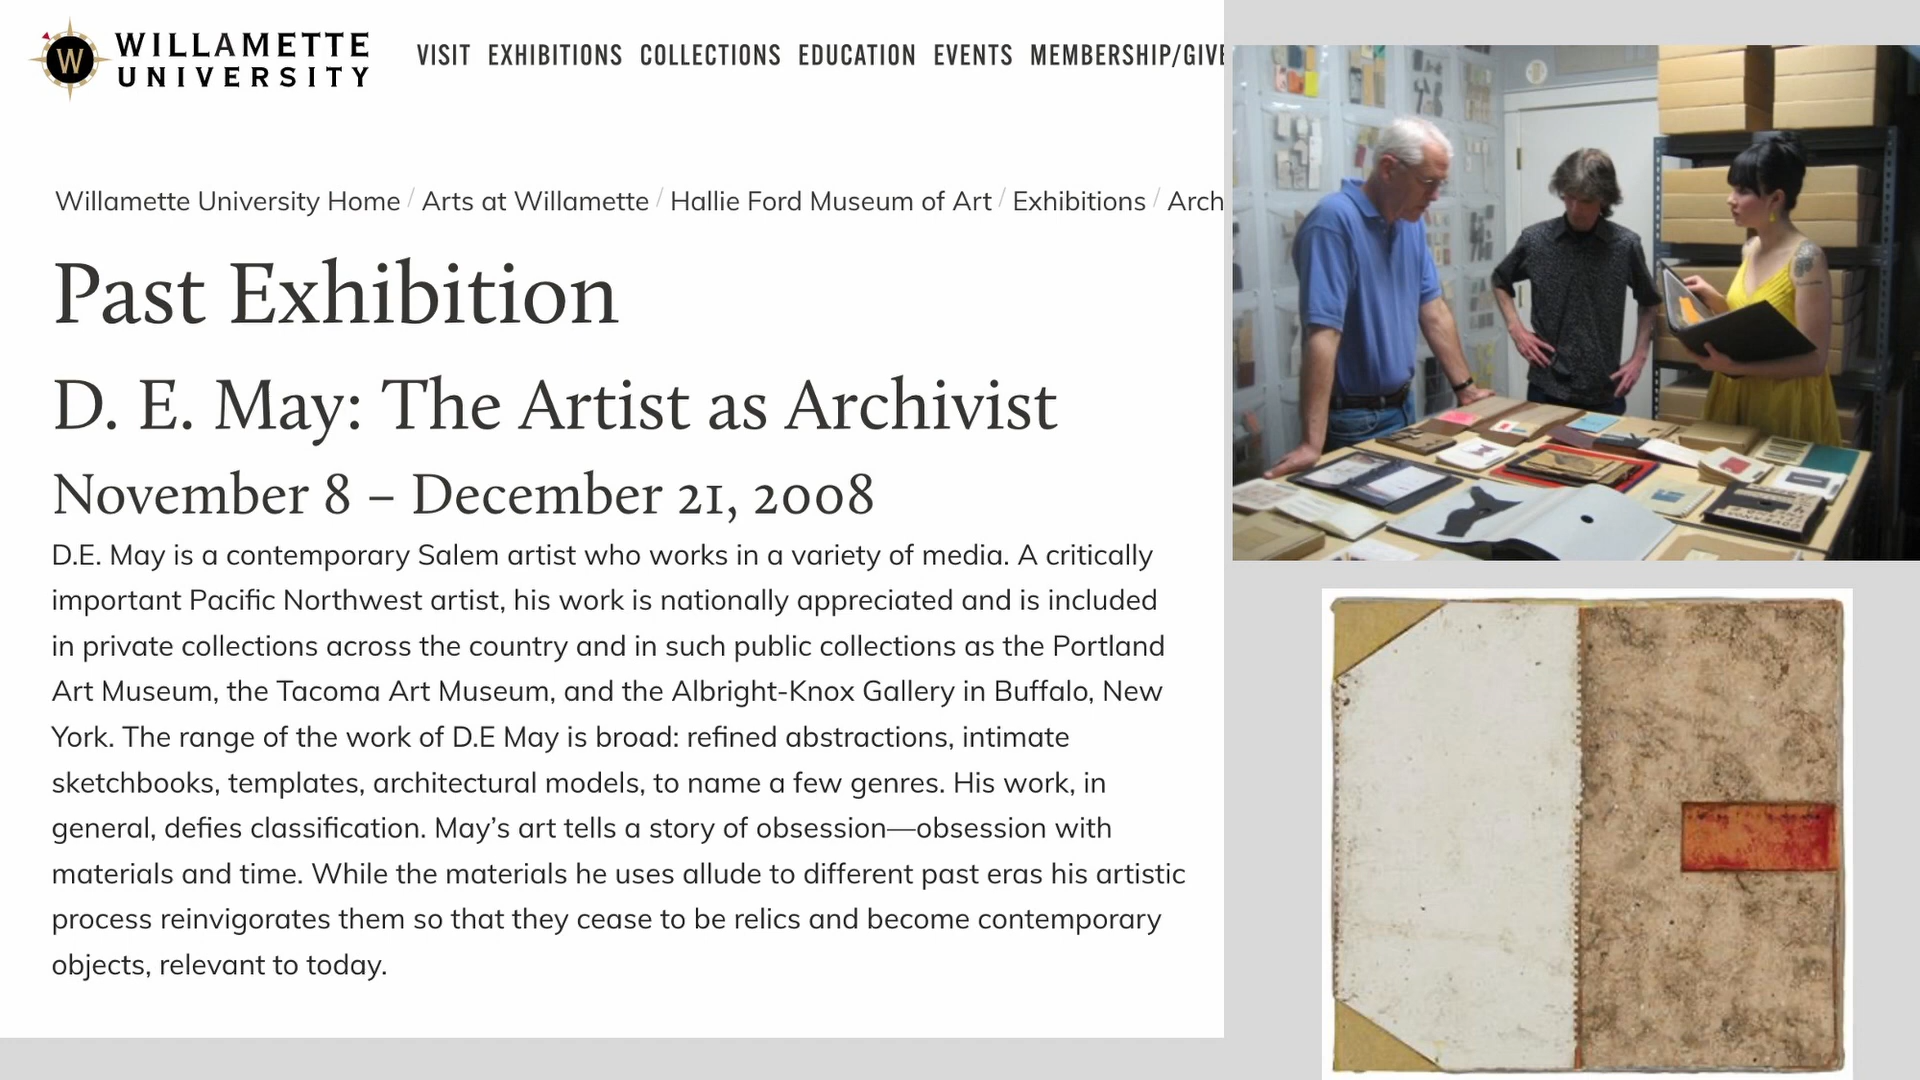 WILLAMETTE
UNIVERSITY
VISIT EXHIBITIONS COLLECTIONS EDUCATION EVENTS MEMBERSHIP/GIVE
Willamette University Home / Arts at Willamette / Hallie Ford Museum of Art / Exhibitions / Arch
Past Exhibition
D. E. May: The Artist as Archivist
November 8 – December 21, 2008
D.E. May is a contemporary Salem artist who works in a variety of media. A critically
important Pacific Northwest artist, his work is nationally appreciated and is included
in private collections across the country and in such public collections as the Portland
Art Museum, the Tacoma Art Museum, and the Albright-Knox Gallery in Buffalo, New
York. The range of the work of D.E May is broad: refined abstractions, intimate
sketchbooks, templates, architectural models, to name a few genres. His work, in
general, defies classification. May’s art tells a story of obsession—obsession with
materials and time. While the materials he uses allude to different past eras his artistic
process reinvigorates them so that they cease to be relics and become contemporary
objects, relevant to today.